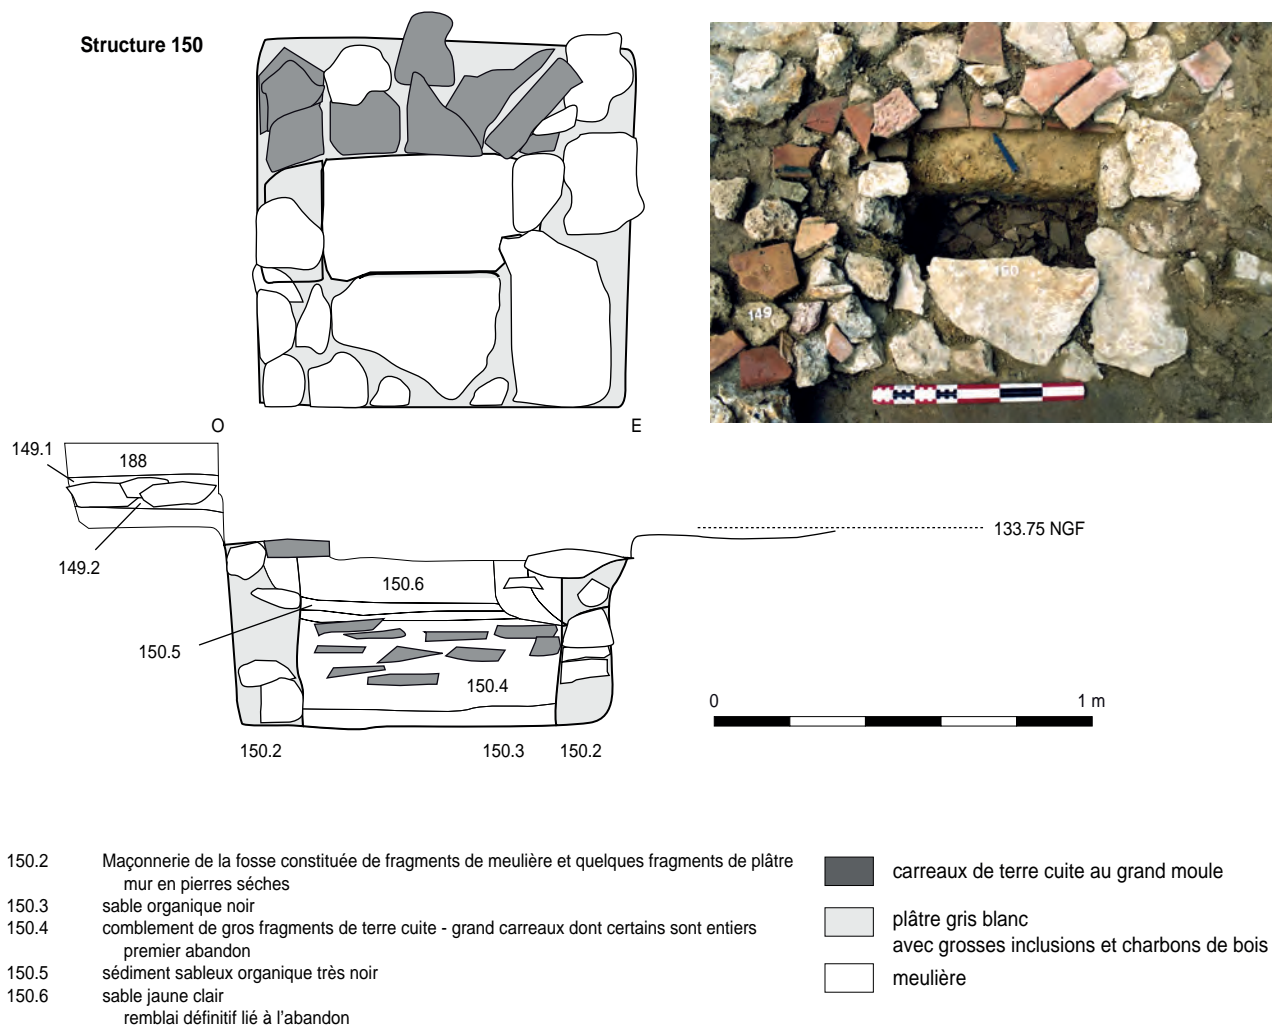 Structure 150
150
149
O
E
149.1
188
149.2
133.75 NGF
150.6
150.5
150.4
0
1 m
150.2
150.3
150.2
150.2 Maçonnerie de la fosse constituée de fragments de meulière et quelques fragments de plâtre
mur en pierres séches
150.3 sable organique noir
150.4 comblement de gros fragments de terre cuite - grand carreaux dont certains sont entiers
premier abandon
150.5 sédiment sableux organique très noir
150.6 sable jaune clair
remblai définitif lié à l'abandon
carreaux de terre cuite au grand moule
plâtre gris blanc
avec grosses inclusions et charbons de bois
meulière